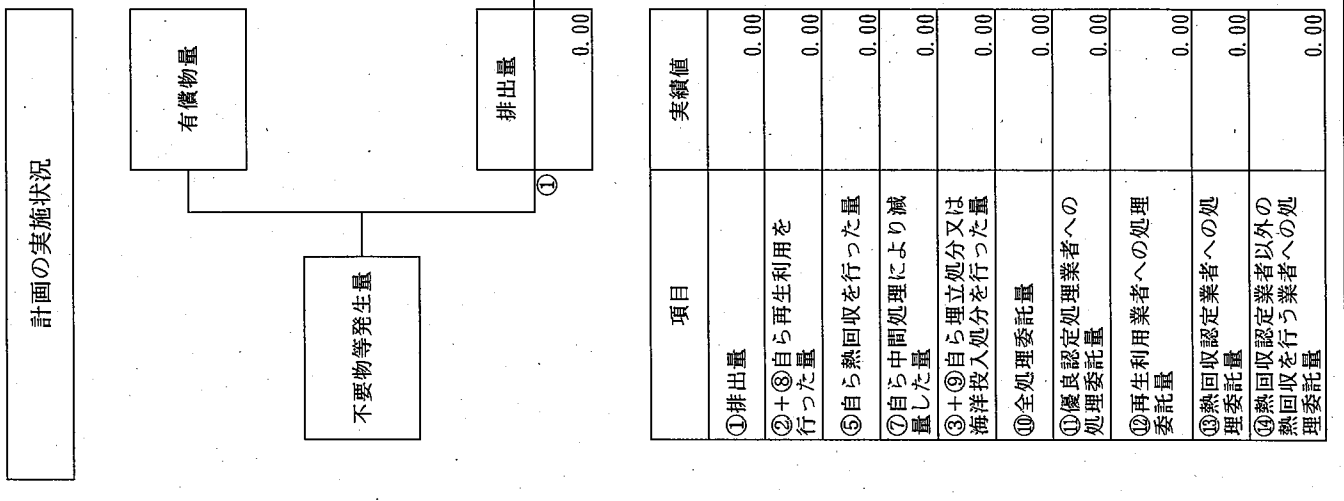 計画の実施状況
有償物量
不要物等発生量
排出量
①
0.00
項目
実績値
①排出量
0.00
②+⑧自ら再生利用を
行った量
0.00
⑤自ら熱回収を行った量
0.00
⑦自ら中間処理により減
量した量
0.00
③+⑨自ら埋立処分又は
海洋投入処分を行った量
0.00
⑩全処理委託量
0.00
⑪優良認定処理業者への
処理委託量
0.00
⑫再生利用業者への処理
委託量
0.00
⑬熱回収認定業者への処
理委託量
0.00
⑭熱回収認定業者以外の
熱回収を行う業者への処
理委託量
0.00